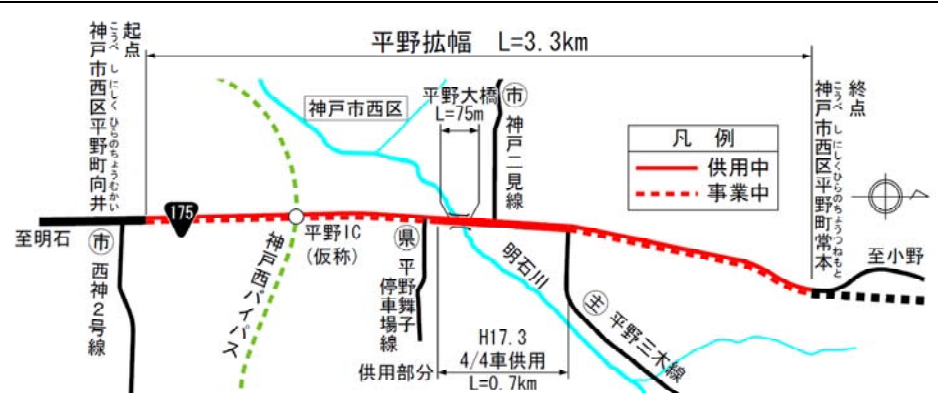 平野拡幅 L=3.3km
起点
神戸市西区平野町向井
こうべ し にしく ひらのちょうむかい
神戸市西区
平野大橋
L=75m
市
神戸二見線
凡 例
供用中
事業中
終点
神戸市西区平野町常本
こうべ し にしくひらのちょうつねもと
175
至明石
市
西神2号線
平野IC
(仮称)
神戸西バイパス
県
平野舞子
停車場線
明石川
主
平野三木線
至小野
H17.3
4/4車供用
供用部分
L=0.7km